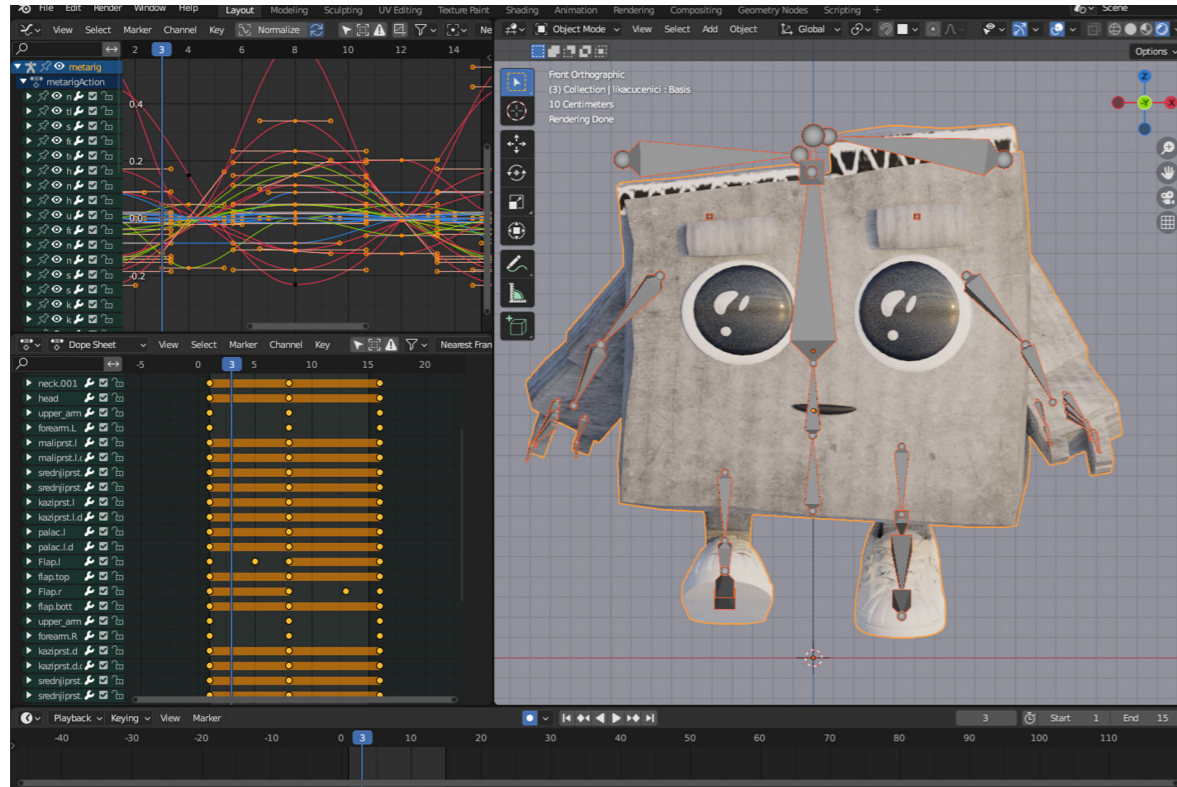 File Edit Render Window Help Layout Modeling Sculpting UV Editing Texture Paint Shading Animation Rendering Compositing Geometry Nodes Scripting + Scene
View Select Marker Channel Key Normalize Ne
Object Mode View Select Add Object Global
2 3 4 6 8 10 12 14
Options
metarig
metarigAction
n
tl
s
fi
b
h
n
h
u
fi
n
n
s
s
k
k
0.4
0.2
0.0
-0.2
Front Orthographic
(3) Collection | likacucenici : Basis
10 Centimeters
Rendering Done
Z
-Y
X
Dope Sheet View Select Marker Channel Key Nearest Fran
-5 0 3 5 10 15 20
neck.001
head
upper_arm
forearm.L
maliprst.l
maliprst.l.c
srednjiprst.
srednjiprst.
kaziprst.l
kaziprst.l.d
palac.l
palac.l.d
Flap.l
flap.top
Flap.r
flap.bott
upper_arm
forearm.R
kaziprst.d
kaziprst.d.c
srednjiprst.
srednjiprst.
Playback Keying View Marker 3 Start 1 End 15
-40 -30 -20 -10 0 3 10 20 30 40 50 60 70 80 90 100 110